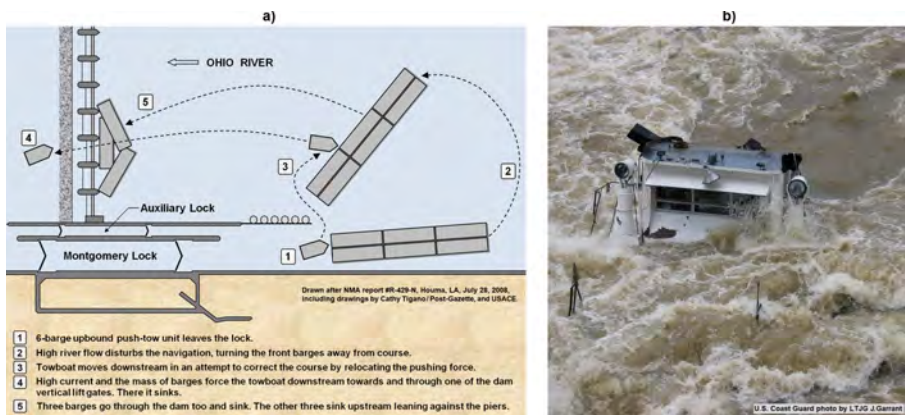 a)
b)
OHIO RIVER
5
4
3
2
Auxiliary Lock
1
Montgomery Lock
Drawn after NMA report #R-429-N, Houma, LA, July 28, 2008,
including drawings by Cathy Tigano/Post-Gazette, and USACE.
1 6-barge upbound push-tow unit leaves the lock.
2 High river flow disturbs the navigation, turning the front barges away from course.
3 Towboat moves downstream in an attempt to correct the course by relocating the pushing force.
4 High current and the mass of barges force the towboat downstream towards and through one of the dam
vertical lift gates. There it sinks.
5 Three barges go through the dam too and sink. The other three sink upstream leaning against the piers.
U.S. Coast Guard photo by LTJG J.Garrant